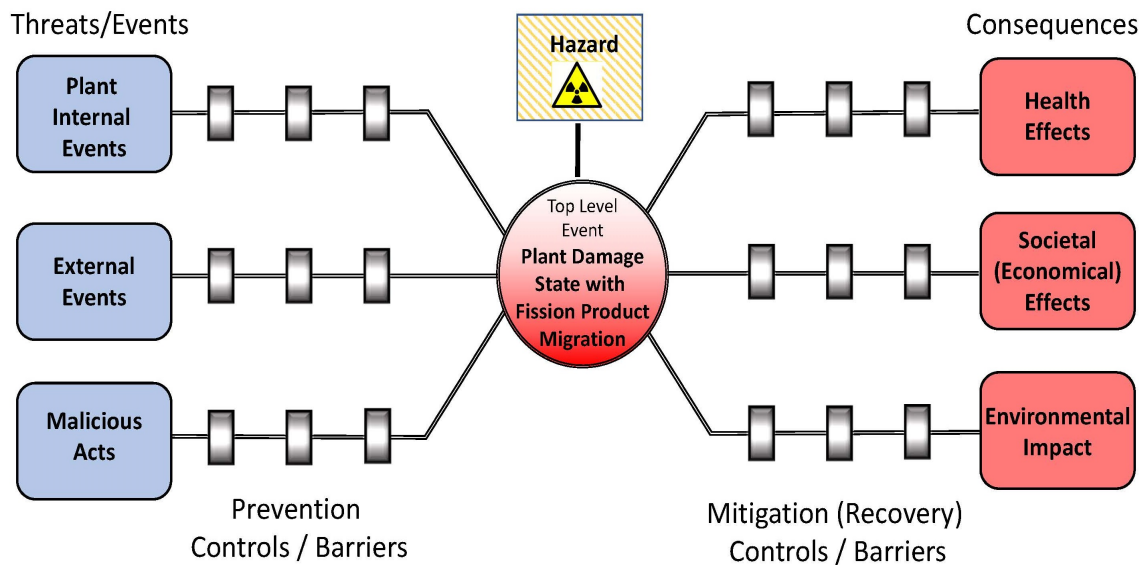 Threats/Events
Consequences
Hazard
Plant
Internal
Events
External
Events
Malicious
Acts
Top Level
Event
Plant Damage
State with
Fission Product
Migration
Health
Effects
Societal
(Economical)
Effects
Environmental
Impact
Prevention
Controls / Barriers
Mitigation (Recovery)
Controls / Barriers